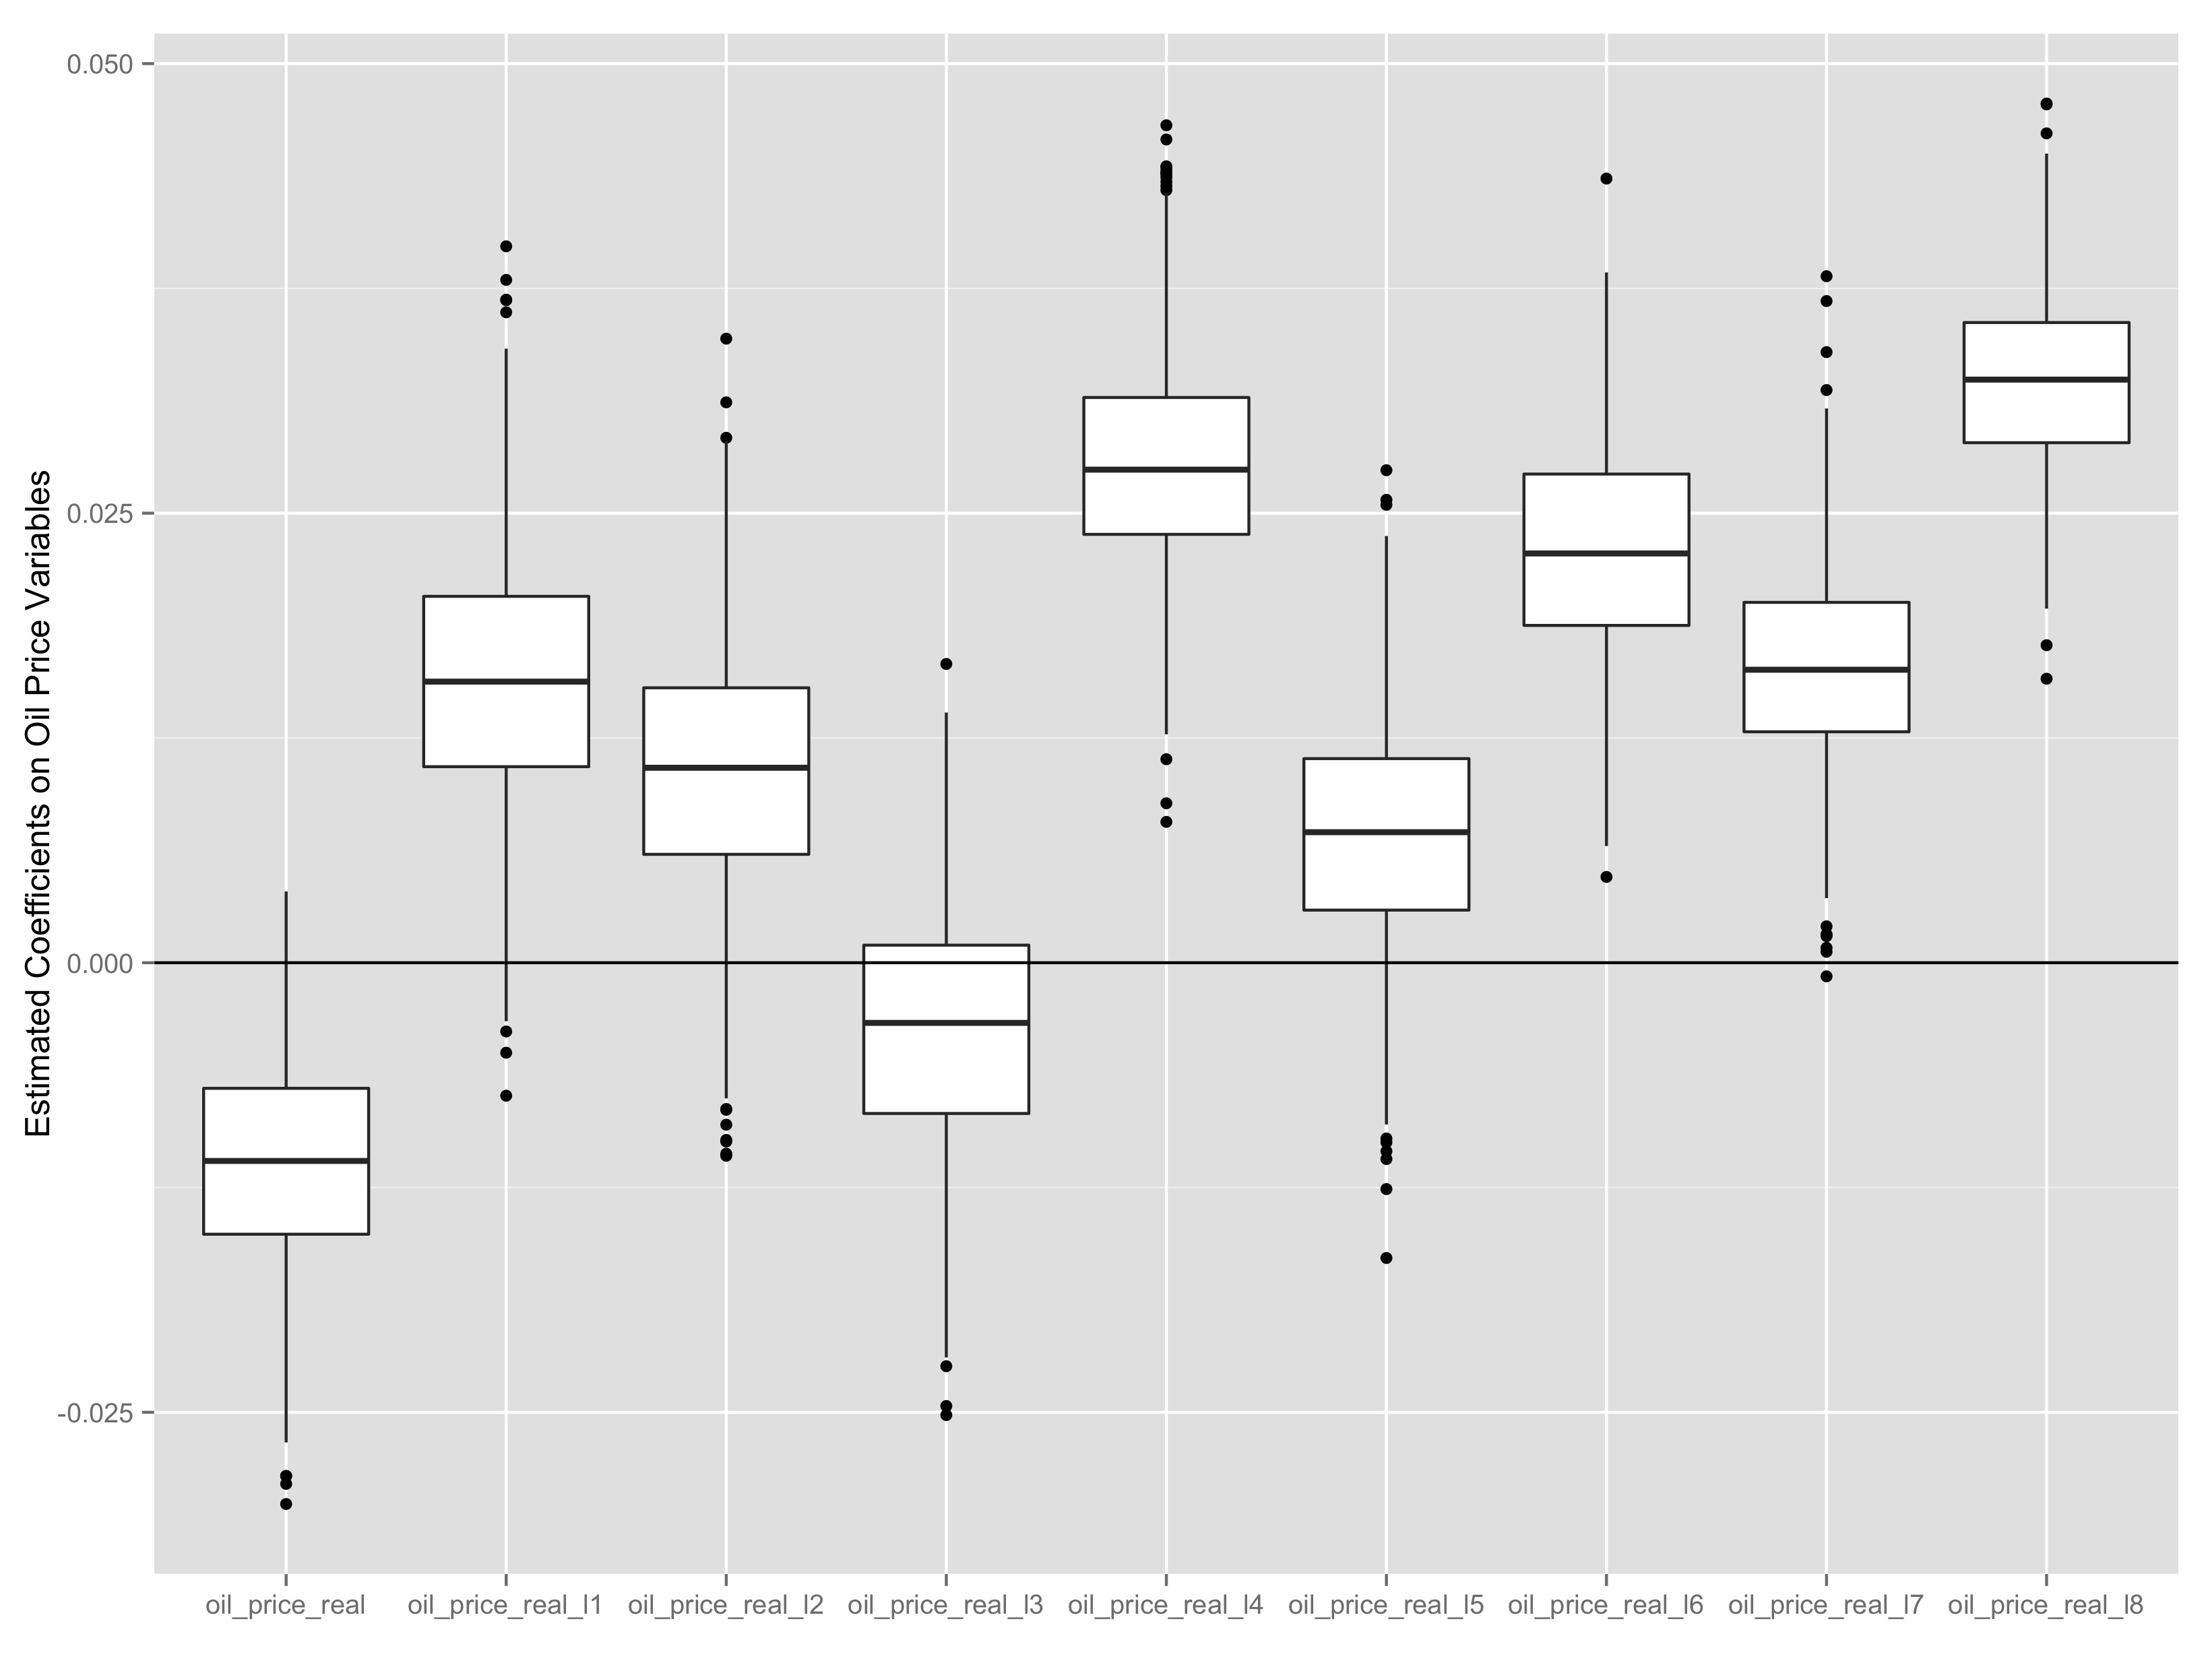 Estimated Coefficients on Oil Price Variables
0.050
0.025
0.000
-0.025
oil_price_real oil_price_real_l1 oil_price_real_l2 oil_price_real_l3 oil_price_real_l4 oil_price_real_l5 oil_price_real_l6 oil_price_real_l7 oil_price_real_l8